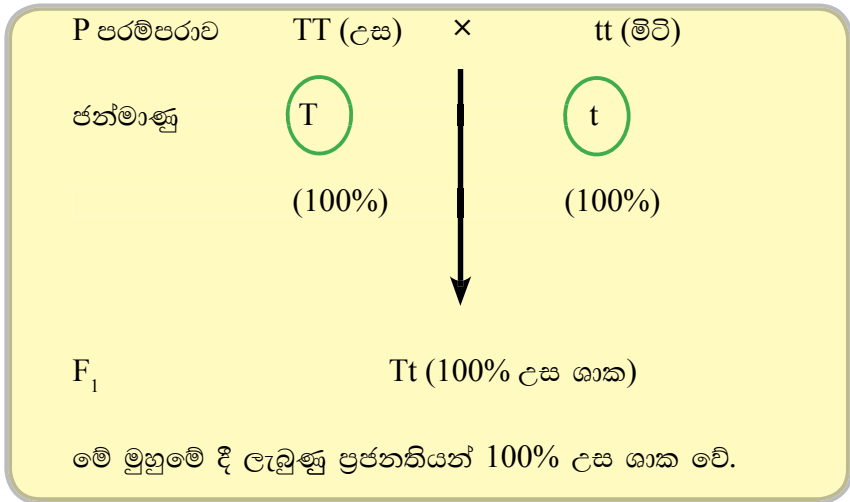 P පරම්පරාව TT (උස) × tt (මිටි)
ජන්මාණු T t
(100%) (100%)
F₁ Tt (100% උස ශාක)
මේ මුහුමේ දී ලැබුණු ප්‍රජනතියන් 100% උස ශාක වේ.